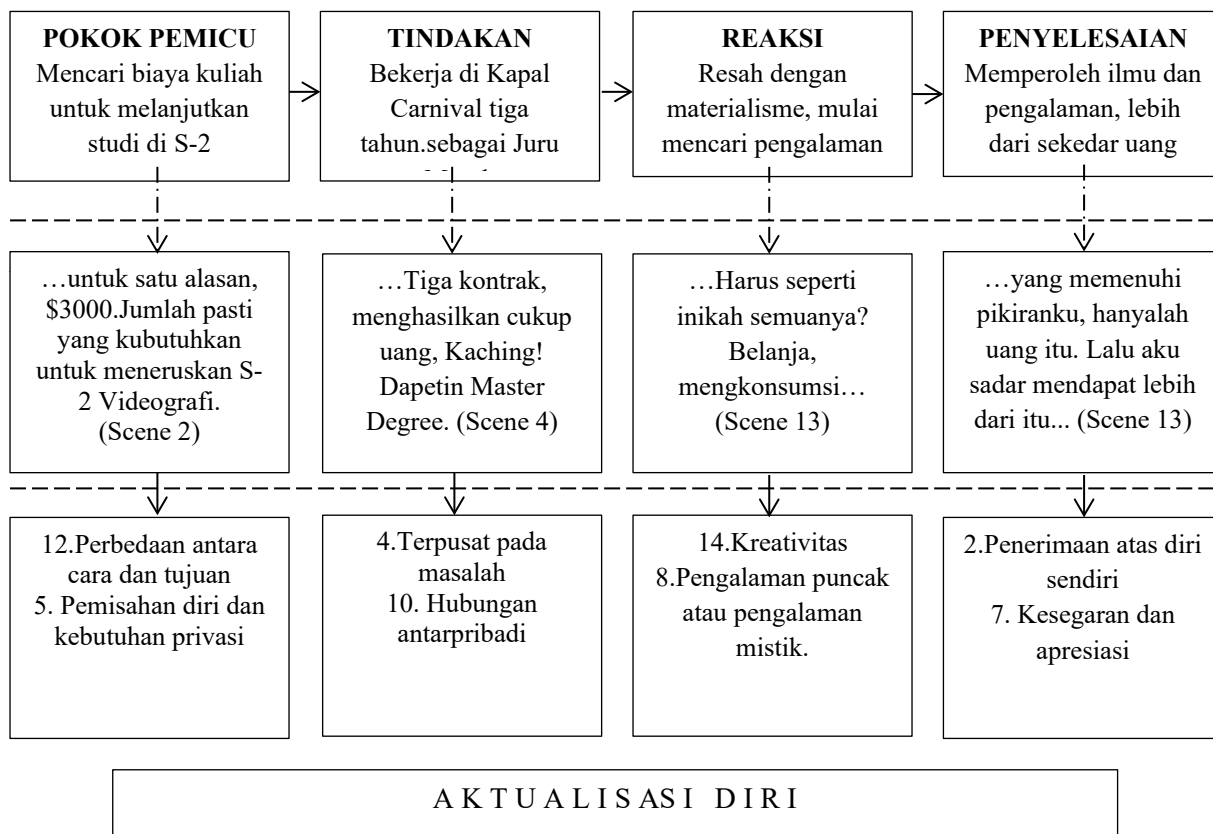 POKOK PEMICU
Mencari biaya kuliah
untuk melanjutkan
studi di S-2
TINDAKAN
Bekerja di Kapal
Carnival tiga
tahun.sebagai Juru
REAKSI
Resah dengan
materialisme, mulai
mencari pengalaman
PENYELESAIAN
Memperoleh ilmu dan
pengalaman, lebih
dari sekedar uang
…untuk satu alasan,
$3000.Jumlah pasti
yang kubutuhkan
untuk meneruskan S-
2 Videografi.
(Scene 2)
…Tiga kontrak,
menghasilkan cukup
uang, Kaching!
Dapetin Master
Degree. (Scene 4)
…Harus seperti
inikah semuanya?
Belanja,
mengkonsumsi…
(Scene 13)
…yang memenuhi
pikiranku, hanyalah
uang itu. Lalu aku
sadar mendapat lebih
dari itu... (Scene 13)
12.Perbedaan antara
cara dan tujuan
5. Pemisahan diri dan
kebutuhan privasi
4.Terpusat pada
masalah
10. Hubungan
antarpribadi
14.Kreativitas
8.Pengalaman puncak
atau pengalaman
mistik.
2.Penerimaan atas diri
sendiri
7. Kesegaran dan
apresiasi
A K T U A L I S A S I   D I R I